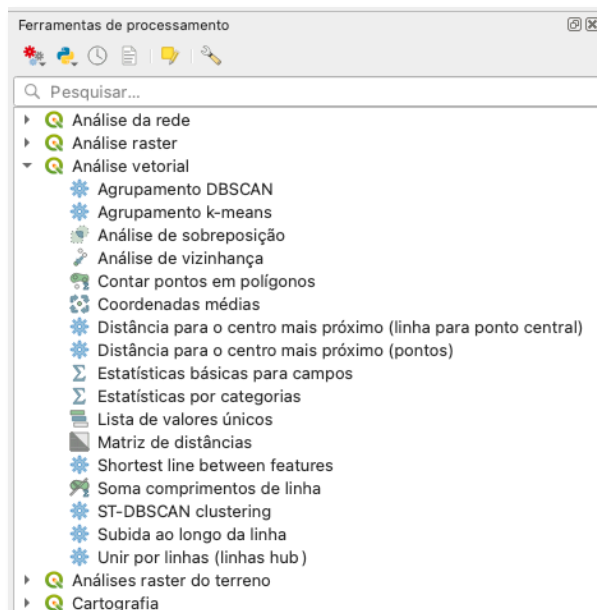 Ferramentas de processamento
Pesquisar...
Análise da rede
Análise raster
Análise vetorial
Agrupamento DBSCAN
Agrupamento k-means
Análise de sobreposição
Análise de vizinhança
Contar pontos em polígonos
Coordenadas médias
Distância para o centro mais próximo (linha para ponto central)
Distância para o centro mais próximo (pontos)
Estatísticas básicas para campos
Estatísticas por categorias
Lista de valores únicos
Matriz de distâncias
Shortest line between features
Soma comprimentos de linha
ST-DBSCAN clustering
Subida ao longo da linha
Unir por linhas (linhas hub)
Análises raster do terreno
Cartografia